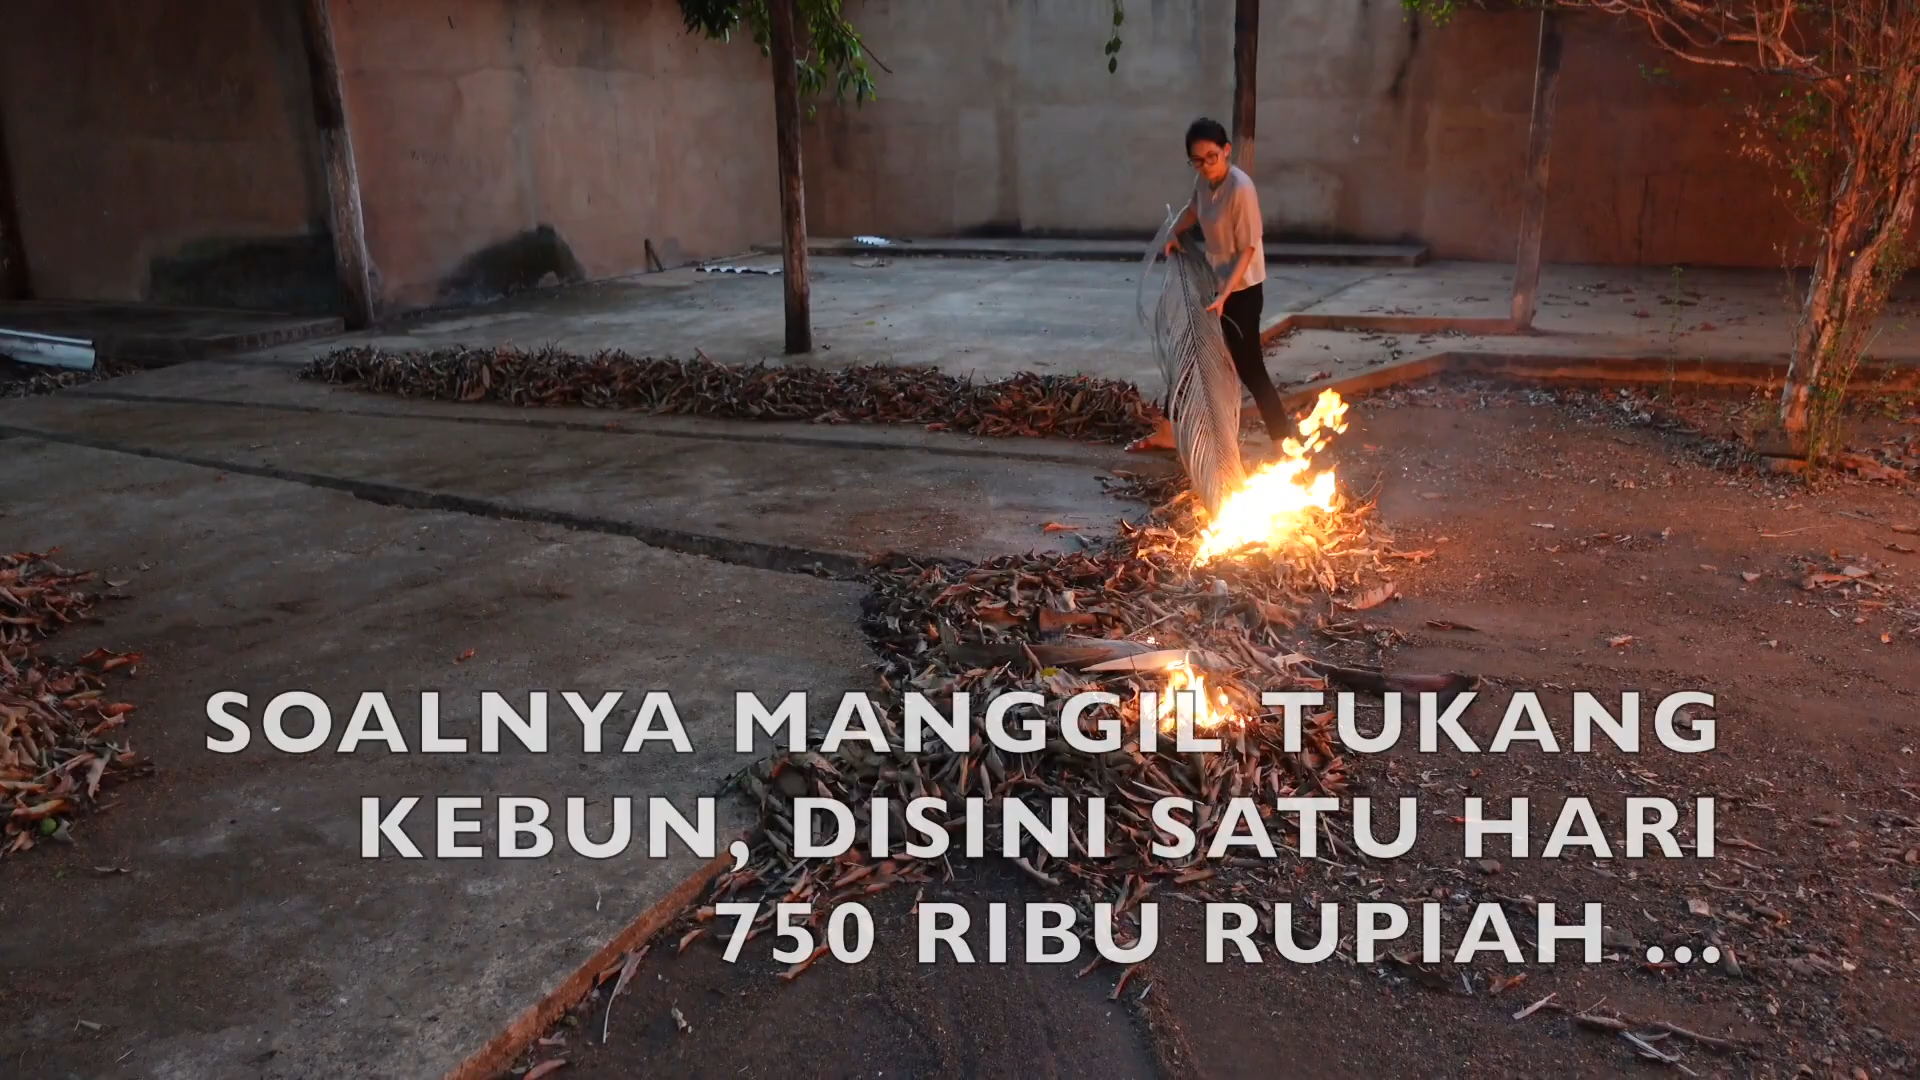 SOALNYA MANGGIL TUKANG
KEBUN, DISINI SATU HARI
750 RIBU RUPIAH ...